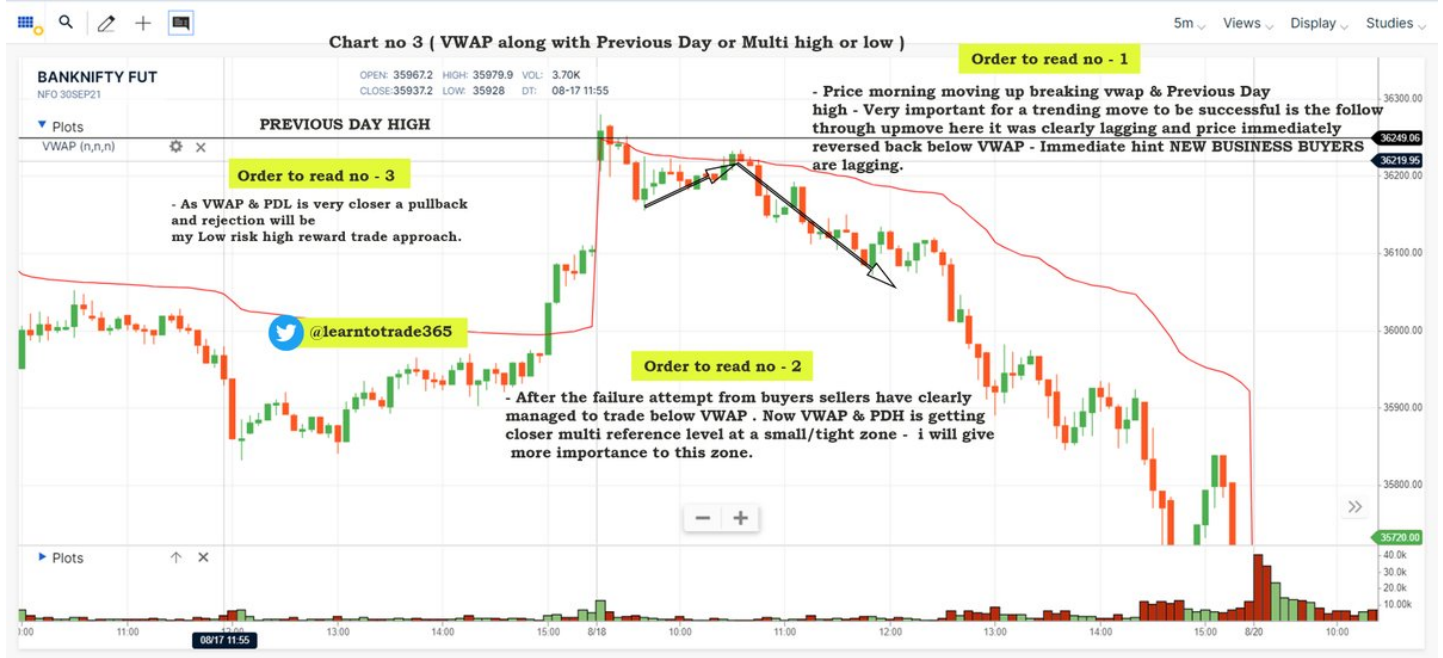 5m Views Display Studies
Chart no 3 ( VWAP along with Previous Day or Multi high or low )
BANKNIFTY FUT
NFO 30SEP21
OPEN: 35967.2 HIGH: 35979.9 VOL: 3.70K
CLOSE:35937.2 LOW: 35928 DT: 08-17 11:55
Plots
VWAP (n,n,n)
PREVIOUS DAY HIGH
Order to read no - 1
- Price morning moving up breaking vwap & Previous Day
high - Very important for a trending move to be successful is the follow
through upmove here it was clearly lagging and price immediately
reversed back below VWAP - Immediate hint NEW BUSINESS BUYERS
are lagging.
Order to read no - 3
- As VWAP & PDL is very closer a pullback
and rejection will be
my Low risk high reward trade approach.
@learntotrade365
Order to read no - 2
- After the failure attempt from buyers sellers have clearly
managed to trade below VWAP . Now VWAP & PDH is getting
closer multi reference level at a small/tight zone - i will give
more importance to this zone.
36300.00
36249.06
36219.95
36200.00
36100.00
36000.00
35900.00
35800.00
35720.00
Plots
40.0k
30.0k
20.0k
10.00k
11:00 12:00 13:00 14:00 15:00 8/18 10:00 11:00 12:00 13:00 14:00 15:00 8/20 10:00
08/17 11:55